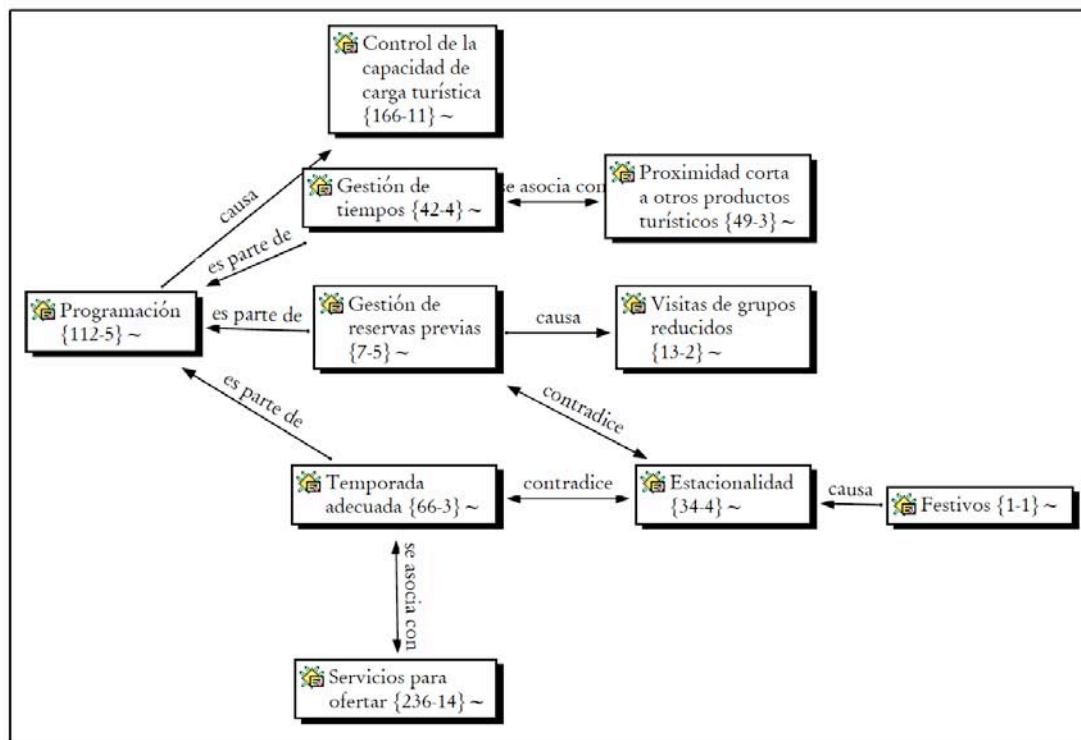 Control de la
capacidad de
carga turística
{166-11} ~
causa
Gestión de
tiempos {42-4} ~
se asocia con
Proximidad corta
a otros productos
turísticos {49-3} ~
es parte de
Programación
{112-5} ~
es parte de
Gestión de
reservas previas
{7-5} ~
causa
Visitas de grupos
reducidos
{13-2} ~
es parte de
contradice
Temporada
adecuada {66-3} ~
contradice
Estacionalidad
{34-4} ~
causa
Festivos {1-1} ~
se asocia con
Servicios para
ofertar {236-14} ~